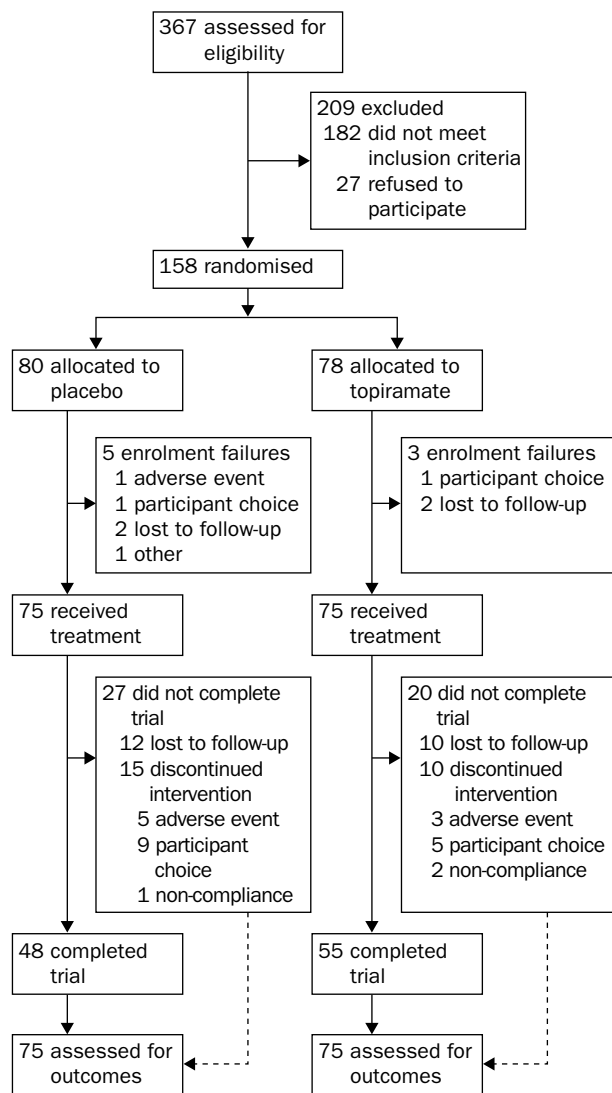 367 assessed for
eligibility
209 excluded
182 did not meet
inclusion criteria
27 refused to
participate
158 randomised
80 allocated to
placebo
78 allocated to
topiramate
5 enrolment failures
1 adverse event
1 participant choice
2 lost to follow-up
1 other
3 enrolment failures
1 participant choice
2 lost to follow-up
75 received
treatment
75 received
treatment
27 did not complete
trial
12 lost to follow-up
15 discontinued
intervention
5 adverse event
9 participant
choice
1 non-compliance
20 did not complete
trial
10 lost to follow-up
10 discontinued
intervention
3 adverse event
5 participant choice
2 non-compliance
48 completed
trial
55 completed
trial
75 assessed for
outcomes
75 assessed for
outcomes